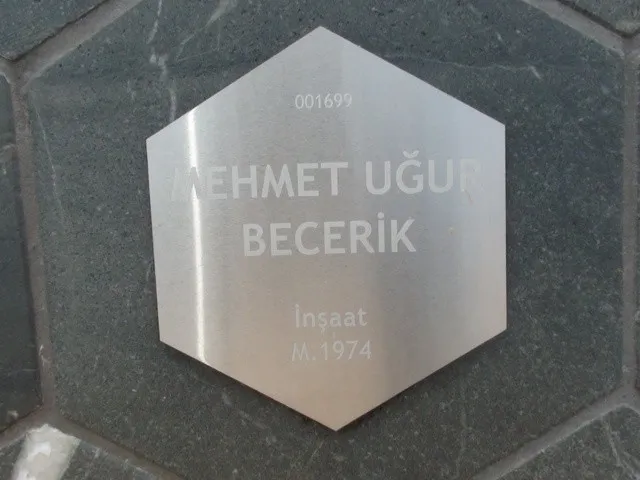 001699
MEHMET UĞUR
BECERİK
İnşaat
M.1974